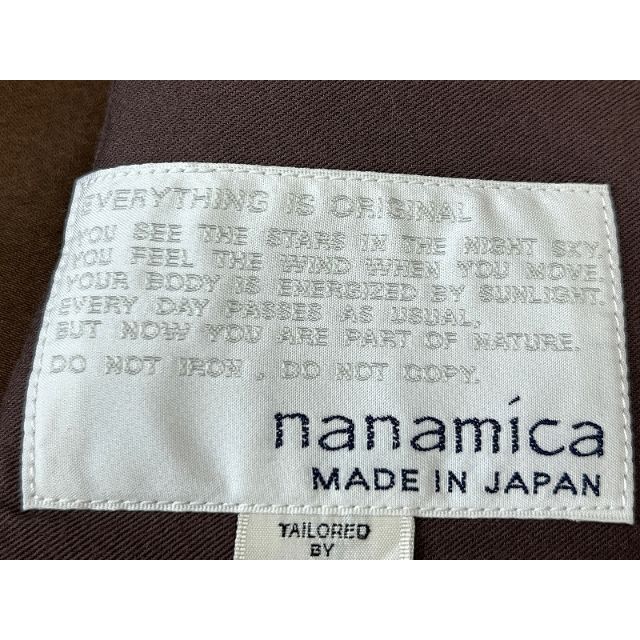 EVERYTHING IS ORIGINAL
YOU SEE THE STARS IN THE NIGHT SKY.
YOU FEEL THE WIND WHEN YOU MOVE.
YOUR BODY IS ENERGIZED BY SUNLIGHT.
EVERY DAY PASSES AS USUAL,
BUT NOW YOU ARE PART OF NATURE.
DO NOT IRON , DO NOT COPY.
nanamíca
MADE IN JAPAN
TAILORED
BY